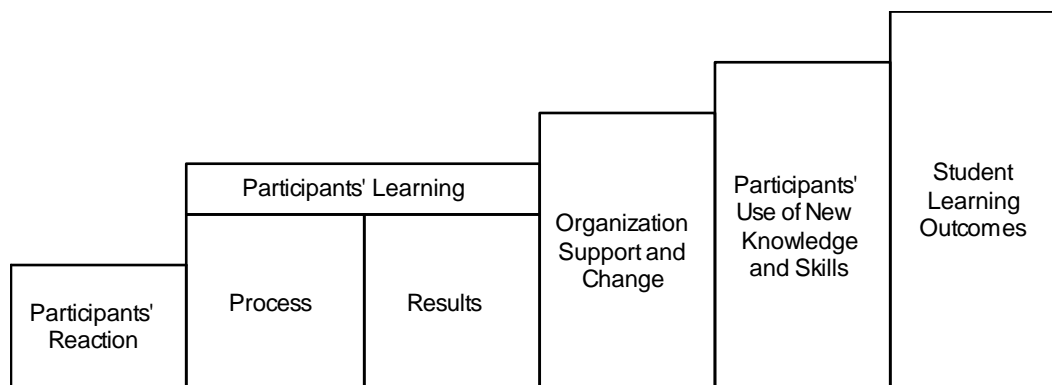 Participants'
Reaction
Participants' Learning
Process
Results
Organization
Support and
Change
Participants'
Use of New
Knowledge
and Skills
Student
Learning
Outcomes